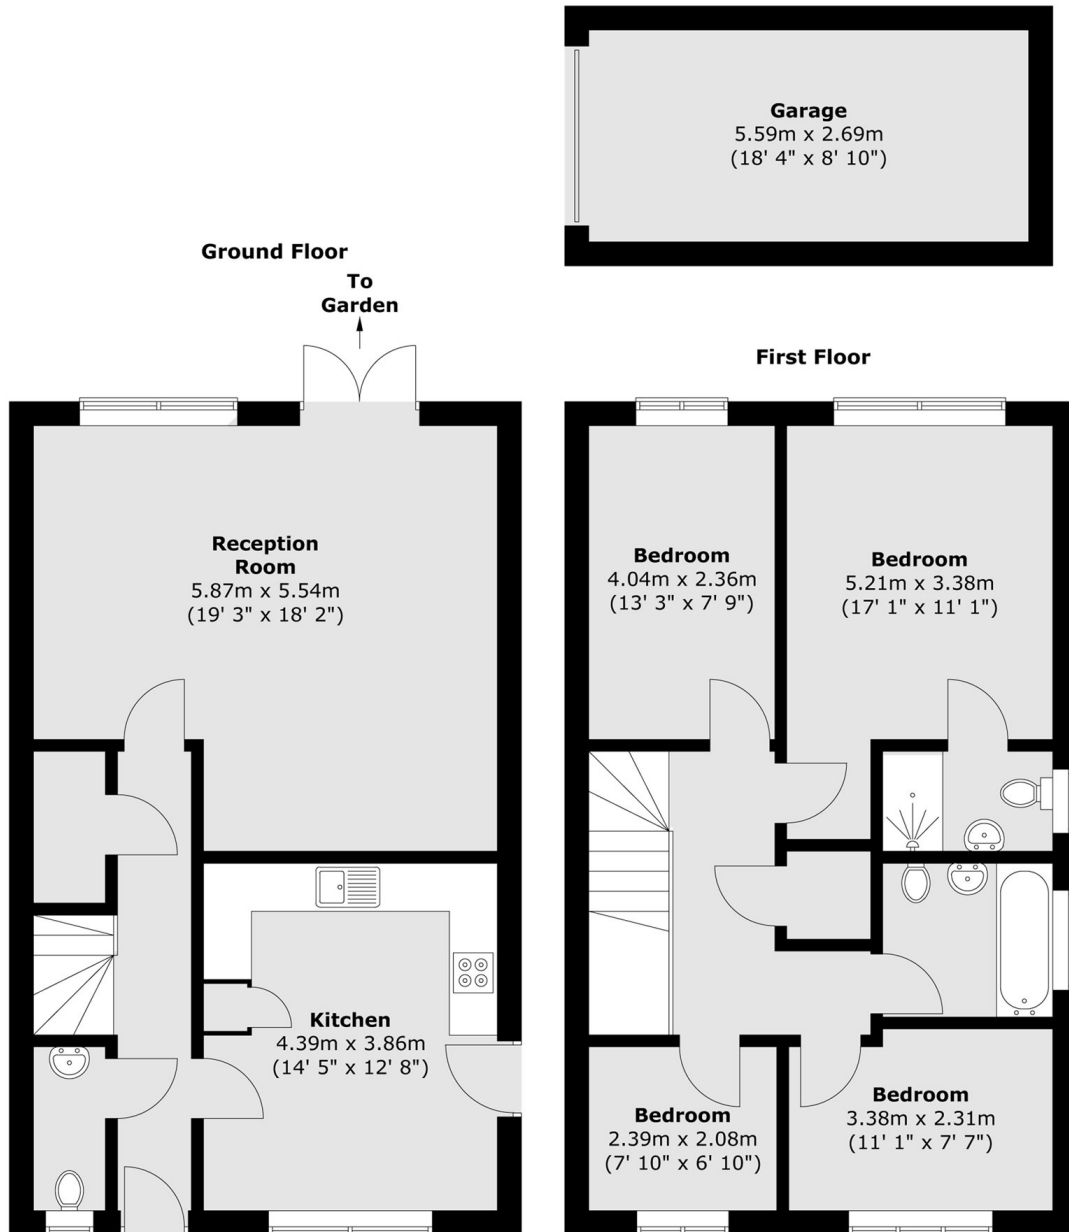 Garage
5.59m x 2.69m
(18' 4" x 8' 10")
Ground Floor
To
Garden
First Floor
Reception
Room
5.87m x 5.54m
(19' 3" x 18' 2")
Bedroom
4.04m x 2.36m
(13' 3" x 7' 9")
Bedroom
5.21m x 3.38m
(17' 1" x 11' 1")
Kitchen
4.39m x 3.86m
(14' 5" x 12' 8")
Bedroom
2.39m x 2.08m
(7' 10" x 6' 10")
Bedroom
3.38m x 2.31m
(11' 1" x 7' 7")